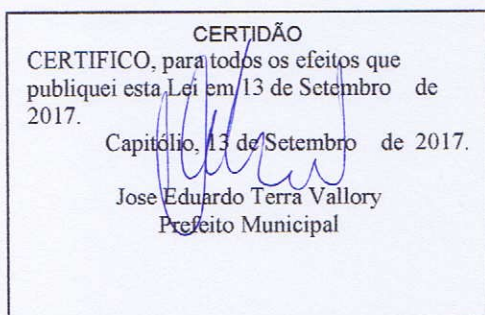 CERTIDÃO
CERTIFICO, para todos os efeitos que
publiquei esta Lei em 13 de Setembro de
2017.
Capitólio, 13 de Setembro de 2017.
Jose Eduardo Terra Vallory
Prefeito Municipal